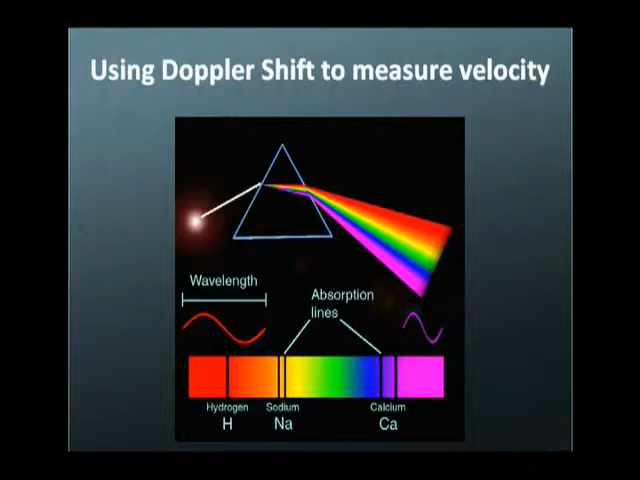 Using Doppler Shift to measure velocity
Wavelength
Absorption
lines
Hydrogen
Sodium
Calcium
H
Na
Ca